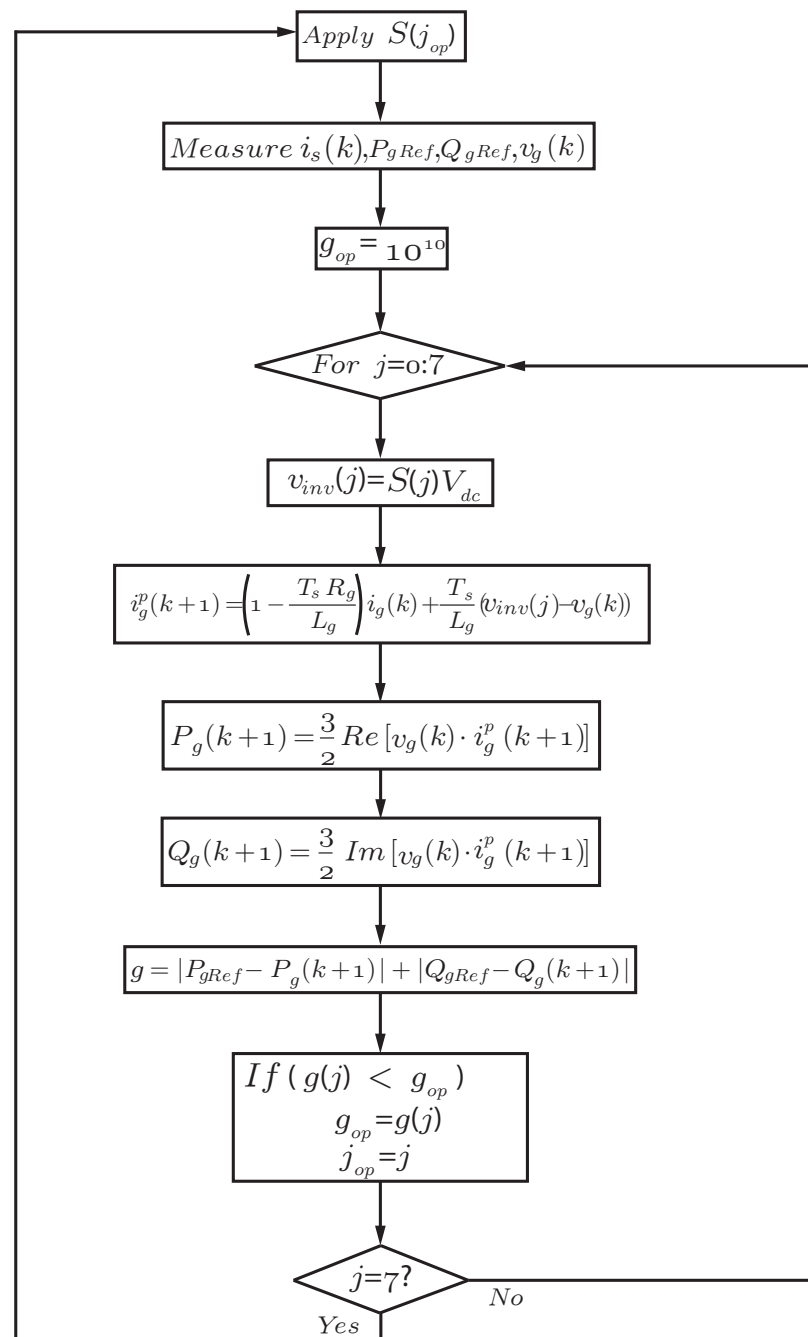 Apply S(j_op)
Measure i_s(k),P_gRef,Q_gRef,v_g(k)
g_op = 10^10
For j=0:7
v_inv(j)=S(j)V_dc
i_g^p(k+1)=(1-T_s R_g/L_g)i_g(k)+T_s/L_g(v_inv(j)-v_g(k))
P_g(k+1)=3/2 Re[v_g(k)·i_g^p(k+1)]
Q_g(k+1)=3/2 Im[v_g(k)·i_g^p(k+1)]
g=|P_gRef-P_g(k+1)|+|Q_gRef-Q_g(k+1)|
If(g(j) < g_op)
g_op=g(j)
j_op=j
j=7?
No
Yes